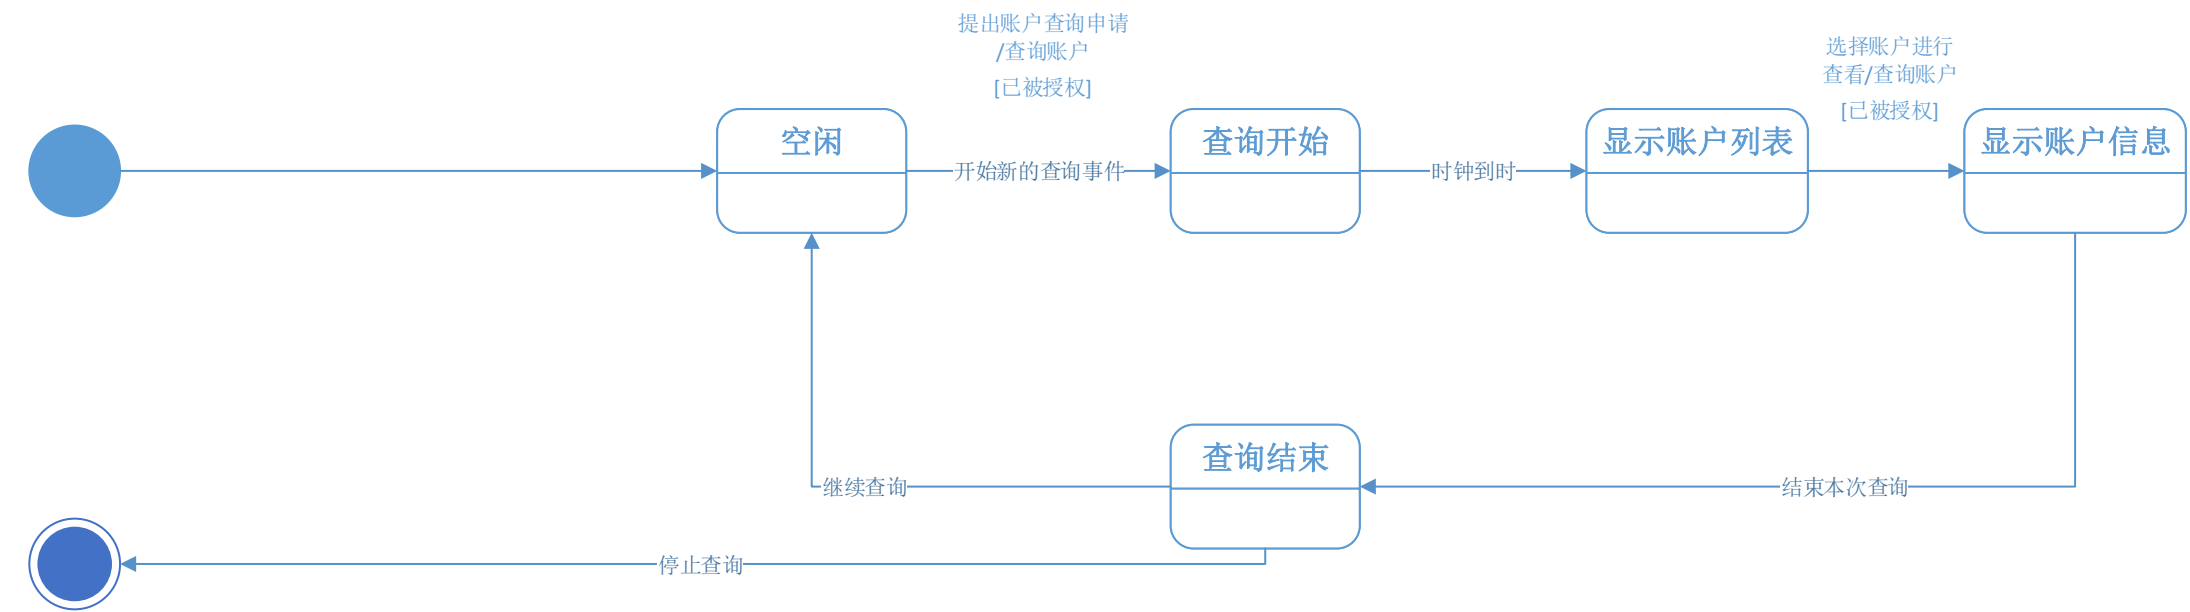 提出账户查询申请
/查询账户
[已被授权]
选择账户进行
查看/查询账户
[已被授权]
空闲
开始新的查询事件
查询开始
时钟到时
显示账户列表
显示账户信息
查询结束
继续查询
结束本次查询
停止查询